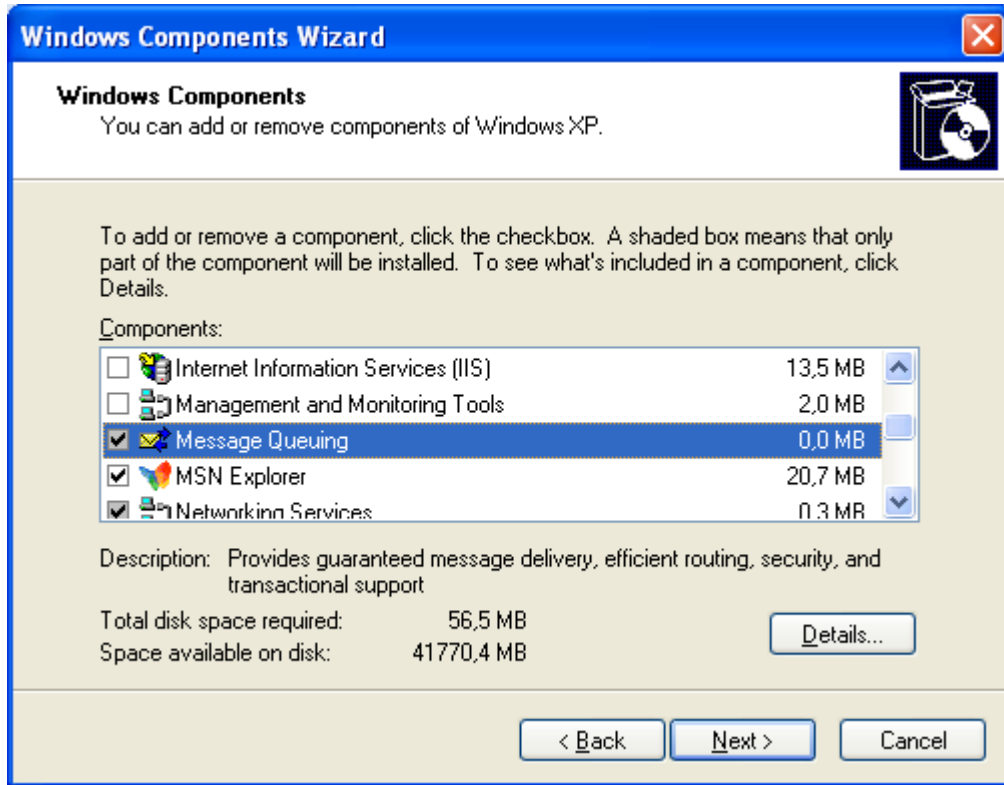 Windows Components Wizard
Windows Components
You can add or remove components of Windows XP.
To add or remove a component, click the checkbox. A shaded box means that only
part of the component will be installed. To see what's included in a component, click
Details.
Components:
Internet Information Services (IIS) 13,5 MB
Management and Monitoring Tools 2,0 MB
Message Queuing 0,0 MB
MSN Explorer 20,7 MB
Networking Services 0,3 MB
Description: Provides guaranteed message delivery, efficient routing, security, and
transactional support
Total disk space required: 56,5 MB
Space available on disk: 41770,4 MB
Details...
< Back Next > Cancel